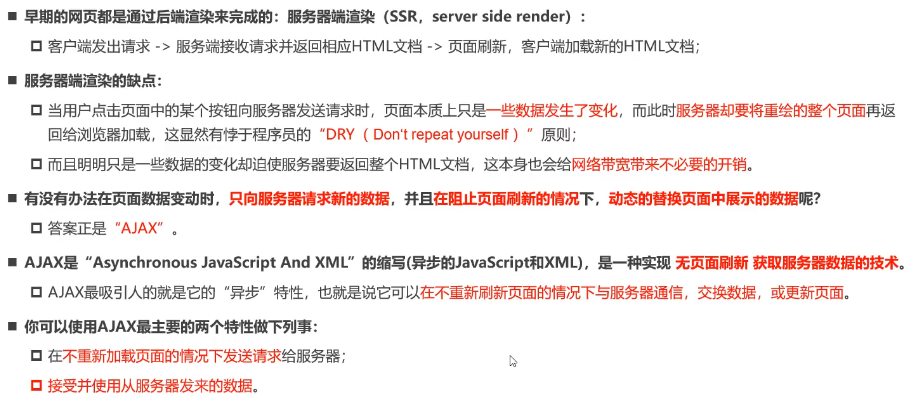 早期的网页都是通过后端渲染来完成的：服务器端渲染（SSR，server side render）：
客户端发出请求 -> 服务端接收请求并返回相应HTML文档 -> 页面刷新，客户端加载新的HTML文档；
服务器端渲染的缺点：
当用户点击页面中的某个按钮向服务器发送请求时，页面本质上只是一些数据发生了变化，而此时服务器却要将重绘的整个页面再返
回给浏览器加载，这显然有悖于程序员的“DRY（ Don't repeat yourself ）”原则；
而且明明只是一些数据的变化却迫使服务器要返回整个HTML文档，这本身也会给网络带宽带来不必要的开销。
有没有办法在页面数据变动时，只向服务器请求新的数据，并且在阻止页面刷新的情况下，动态的替换页面中展示的数据呢？
答案正是“AJAX”。
AJAX是“Asynchronous JavaScript And XML”的缩写(异步的JavaScript和XML)，是一种实现 无页面刷新 获取服务器数据的技术。
AJAX最吸引人的就是它的“异步”特性，也就是说它可以在不重新刷新页面的情况下与服务器通信，交换数据，或更新页面。
你可以使用AJAX最主要的两个特性做下列事：
在不重新加载页面的情况下发送请求给服务器；
接受并使用从服务器发来的数据。